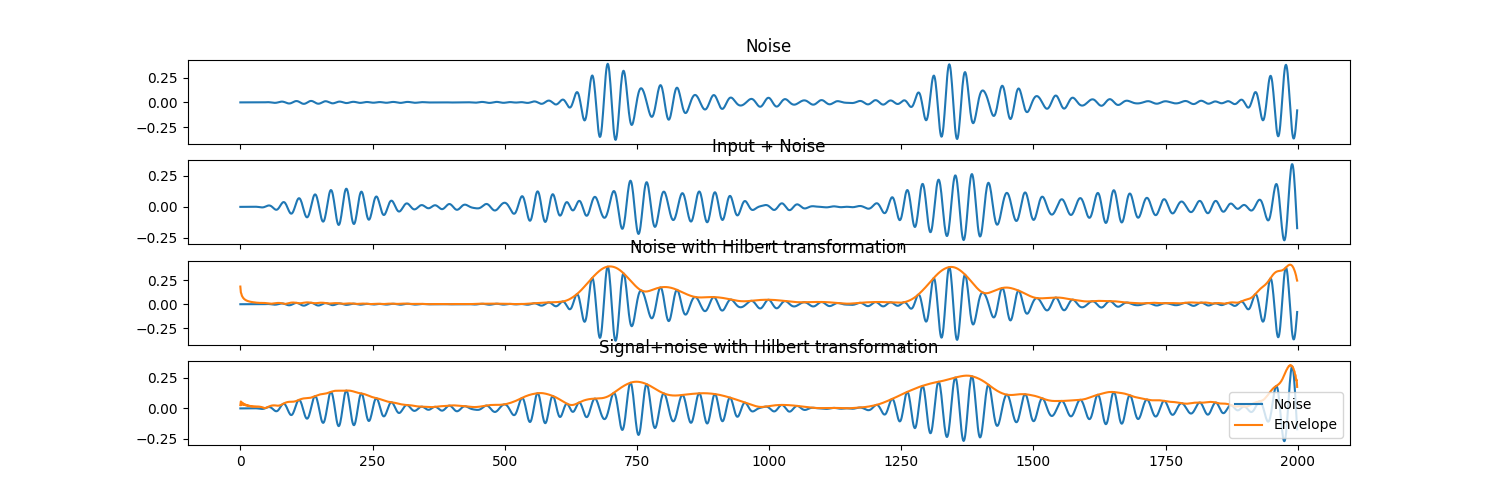 Noise
0.25
0.00
−0.25
Input + Noise
0.25
0.00
−0.25
Noise with Hilbert transformation
0.25
0.00
−0.25
Signal+noise with Hilbert transformation
0.25
0.00
−0.25
Noise
Envelope
0 250 500 750 1000 1250 1500 1750 2000